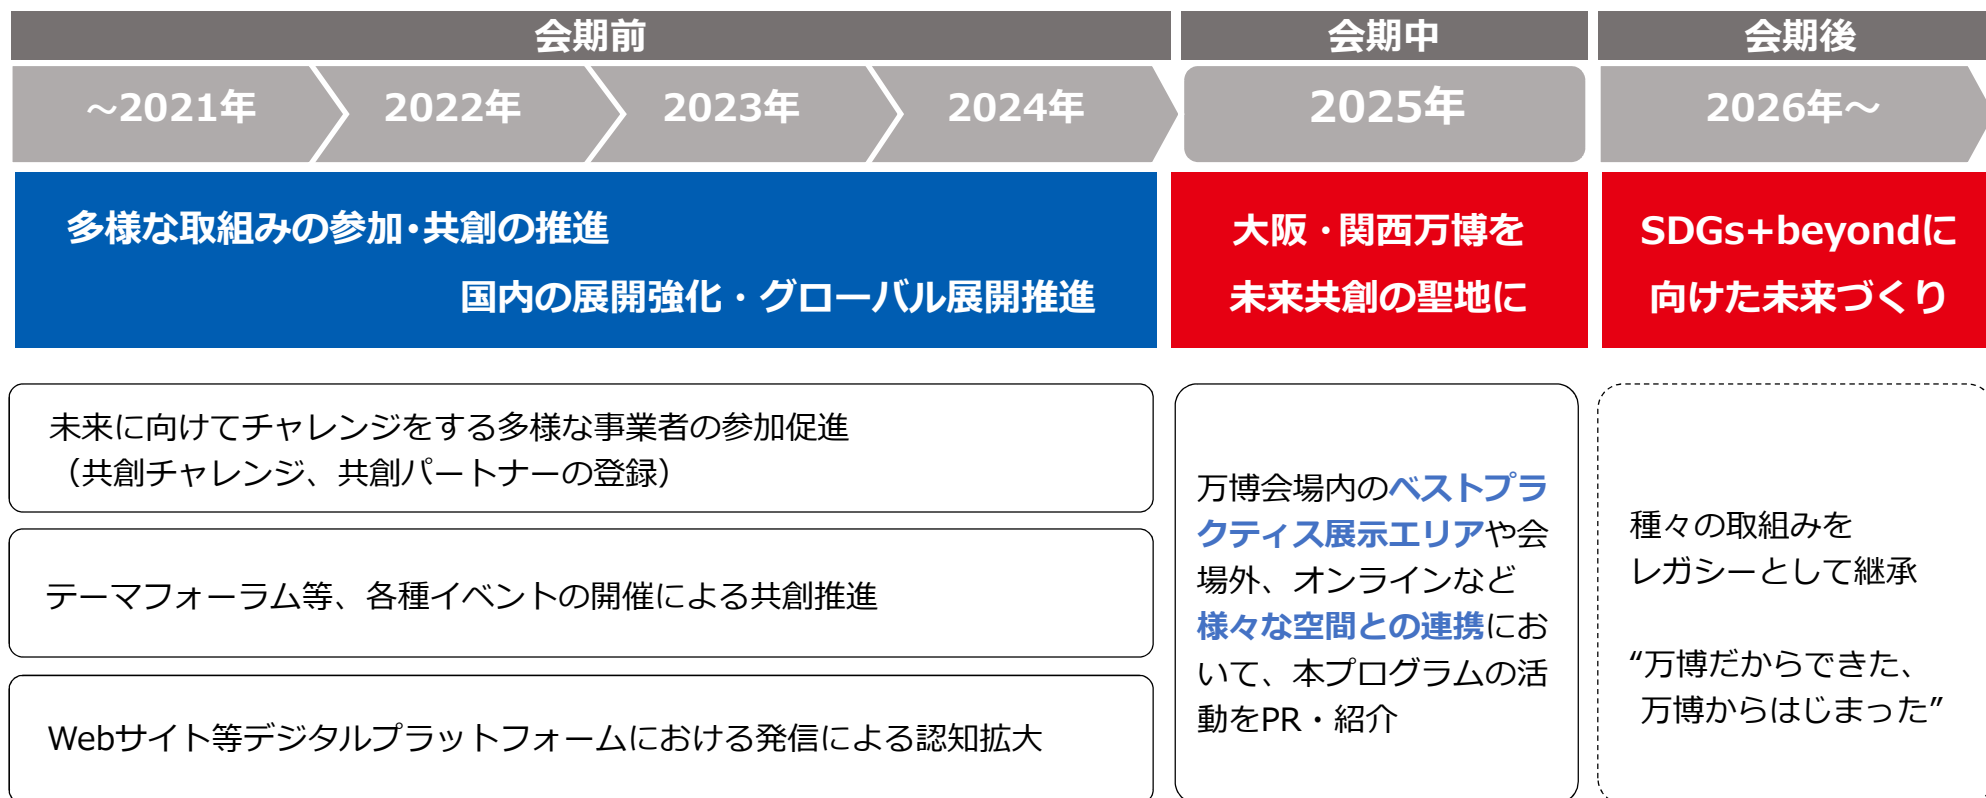 会期前
会期中
会期後
～2021年
2022年
2023年
2024年
2025年
2026年～
多様な取組みの参加・共創の推進
国内の展開強化・グローバル展開推進
大阪・関西万博を
未来共創の聖地に
SDGs+beyondに
向けた未来づくり
未来に向けてチャレンジをする多様な事業者の参加促進
（共創チャレンジ、共創パートナーの登録）
テーマフォーラム等、各種イベントの開催による共創推進
Webサイト等デジタルプラットフォームにおける発信による認知拡大
万博会場内のベストプラ
クティス展示エリアや会
場外、オンラインなど
様々な空間との連携にお
いて、本プログラムの活
動をPR・紹介
種々の取組みを
レガシーとして継承
“万博だからできた、
万博からはじまった”